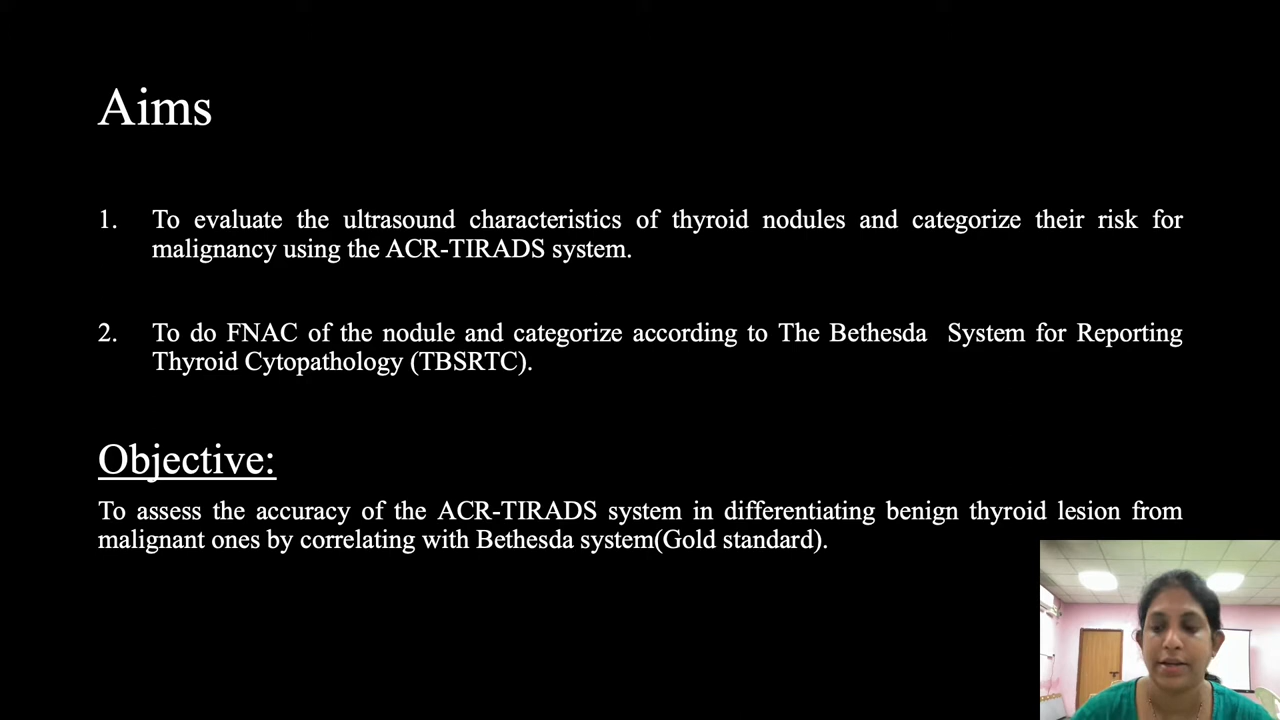 Aims
1. To evaluate the ultrasound characteristics of thyroid nodules and categorize their risk for
malignancy using the ACR-TIRADS system.
2. To do FNAC of the nodule and categorize according to The Bethesda System for Reporting
Thyroid Cytopathology (TBSRTC).
Objective:
To assess the accuracy of the ACR-TIRADS system in differentiating benign thyroid lesion from
malignant ones by correlating with Bethesda system(Gold standard).